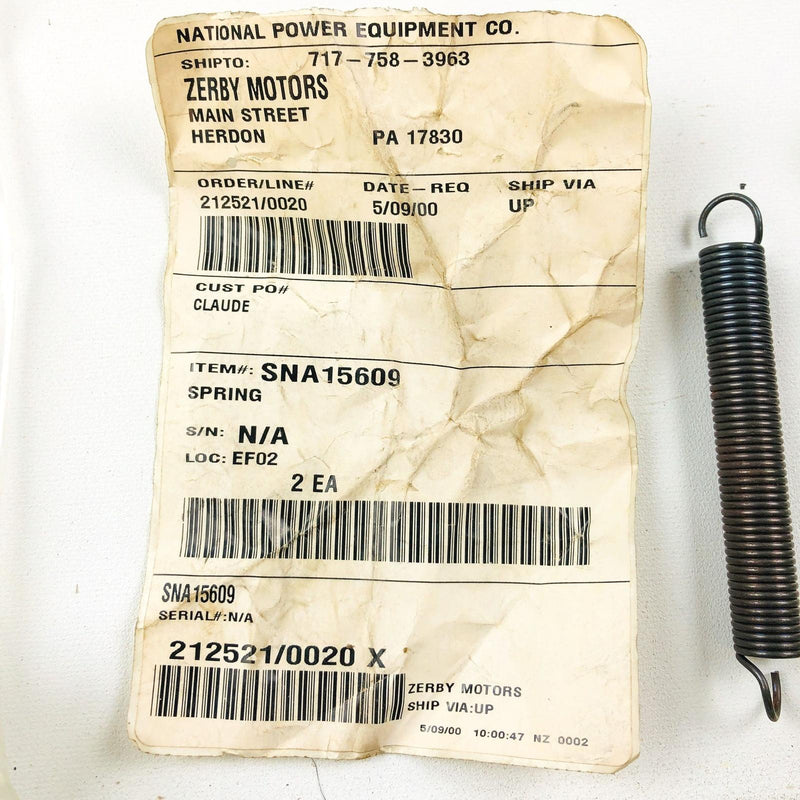 NATIONAL POWER EQUIPMENT CO.
SHIPTO: 717-758-3963
ZERBY MOTORS
MAIN STREET
HERDON PA 17830
ORDER/LINE# DATE-REQ SHIP VIA
212521/0020 5/09/00 UP
CUST PO#
CLAUDE
ITEM#: SNA15609
SPRING
S/N: N/A
LOC: EF02
2 EA
SNA15609
SERIAL#:N/A
212521/0020 X
ZERBY MOTORS
SHIP VIA:UP
5/09/00 10:00:47 NZ 0002